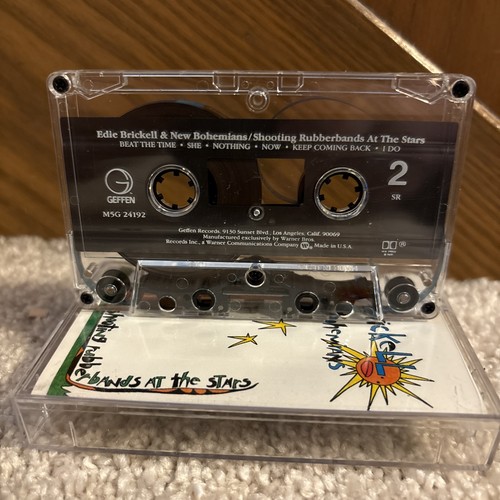 Edie Brickell & New Bohemians/Shooting Rubberbands At The Stars
BEAT THE TIME • SHE • NOTHING • NOW • KEEP COMING BACK • I DO
GEFFEN
M5G 24192
2
SR
Geffen Records, 9130 Sunset Blvd., Los Angeles, Calif. 90069
Manufactured exclusively by Warner Bros.
Records Inc., a Warner Communications Company Made in U.S.A.
shooting rubberbands AT the STARS